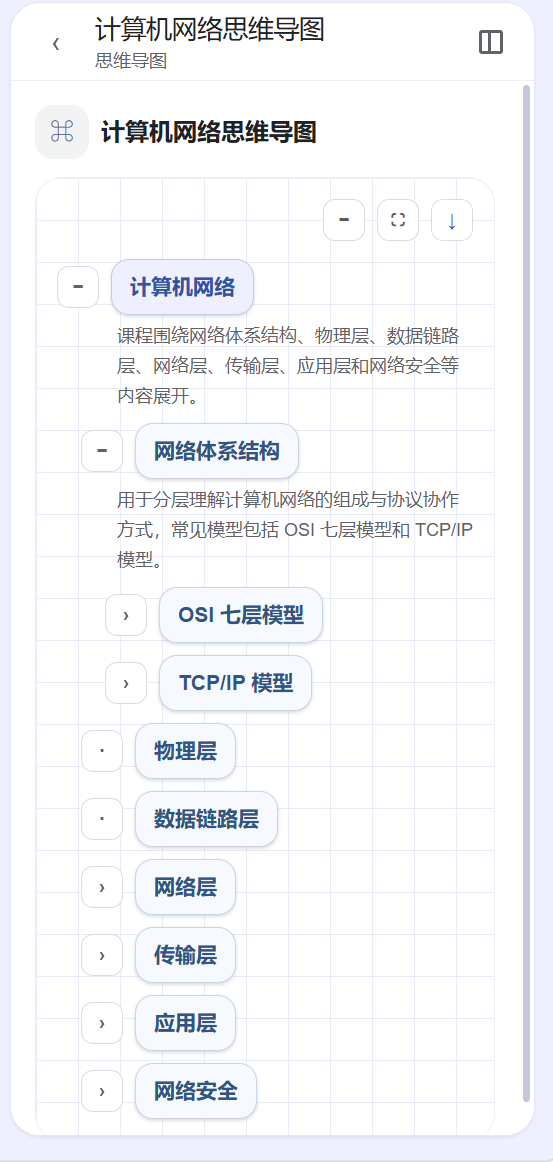 计算机网络思维导图
思维导图
计算机网络思维导图
计算机网络
课程围绕网络体系结构、物理层、数据链路
层、网络层、传输层、应用层和网络安全等
内容展开。
网络体系结构
用于分层理解计算机网络的组成与协议协作
方式，常见模型包括 OSI 七层模型和 TCP/IP
模型。
OSI 七层模型
TCP/IP 模型
物理层
数据链路层
网络层
传输层
应用层
网络安全